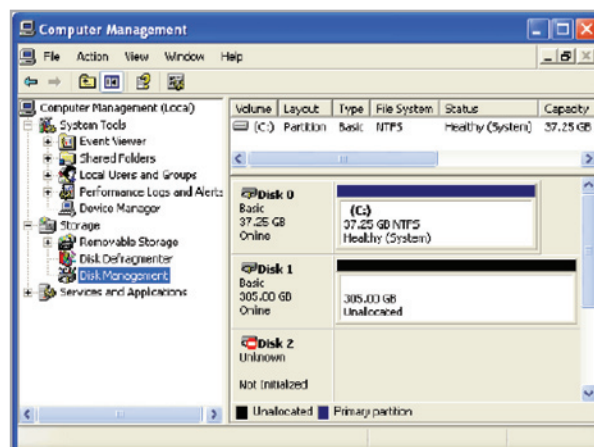 Computer Management
File Action View Window Help
Computer Management (Local)
System Tools
Event Viewer
Shared Folders
Local Users and Groups
Performance Logs and Alerts
Device Manager
Storage
Removable Storage
Disk Defragmenter
Disk Management
Services and Applications
Volume Layout Type File System Status Capacity
(C:) Partition Basic NTFS Healthy (System) 37.25 GB
Disk 0
Basic
37.25 GB
Online
(C:)
37.25 GB NTFS
Healthy (System)
Disk 1
Basic
305.00 GB
Online
305.00 GB
Unallocated
Disk 2
Unknown
Not Initialized
Unallocated Primary partition